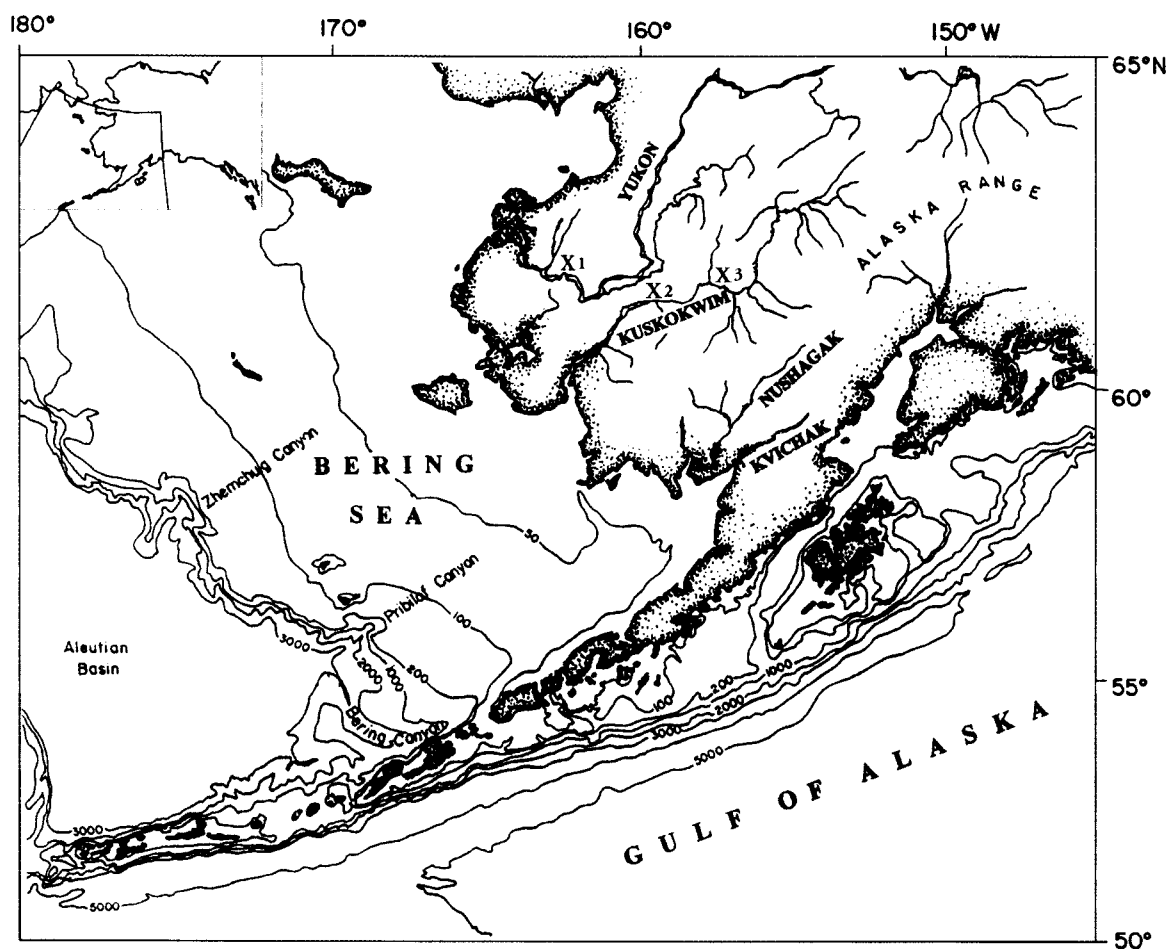 180°
170°
160°
150° W
65° N
YUKON
ALASKA RANGE
X1
X2
X3
KUSKOKWIM
NUSHAGAK
60°
KVICHAK
Zhemchug Canyon
BERING
SEA
50
Pribilof Canyon
100
Aleutian
Basin
3000
2000
1000
200
200
1000
100
2000
3000
55°
Bering Canyon
5000
GULF OF ALASKA
3000
5000
50°